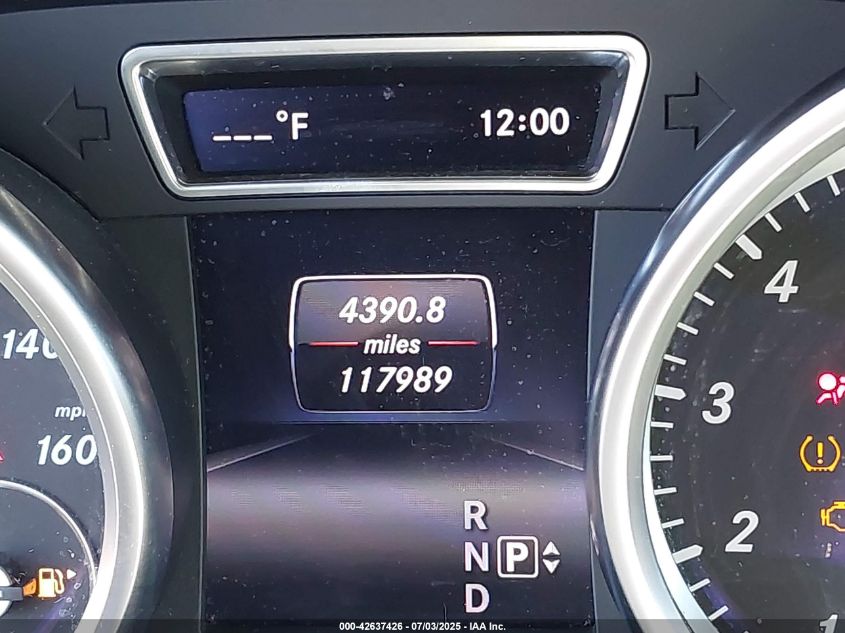 ___°F 12:00
4390.8
miles
117989
140
mph
160
4
3
2
1
R
N P
D
000-42637426 - 07/03/2025 - IAA Inc.